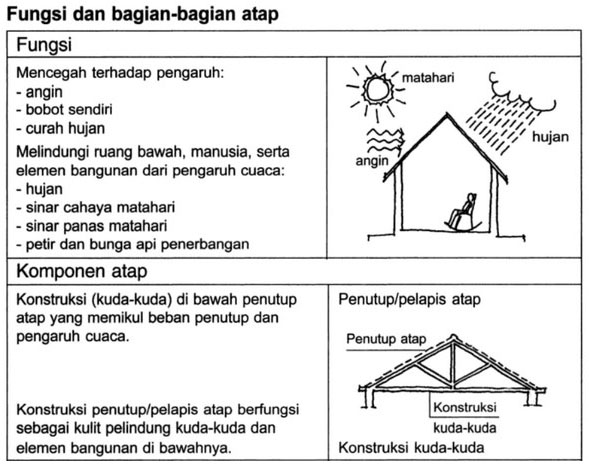 Fungsi dan bagian-bagian atap
Fungsi
Mencegah terhadap pengaruh:
- angin
- bobot sendiri
- curah hujan
Melindungi ruang bawah, manusia, serta
elemen bangunan dari pengaruh cuaca:
- hujan
- sinar cahaya matahari
- sinar panas matahari
- petir dan bunga api penerbangan
matahari
hujan
angin
Komponen atap
Konstruksi (kuda-kuda) di bawah penutup
atap yang memikul beban penutup dan
pengaruh cuaca.
Konstruksi penutup/pelapis atap berfungsi
sebagai kulit pelindung kuda-kuda dan
elemen bangunan di bawahnya.
Penutup/pelapis atap
Penutup atap
Konstruksi
kuda-kuda
Konstruksi kuda-kuda